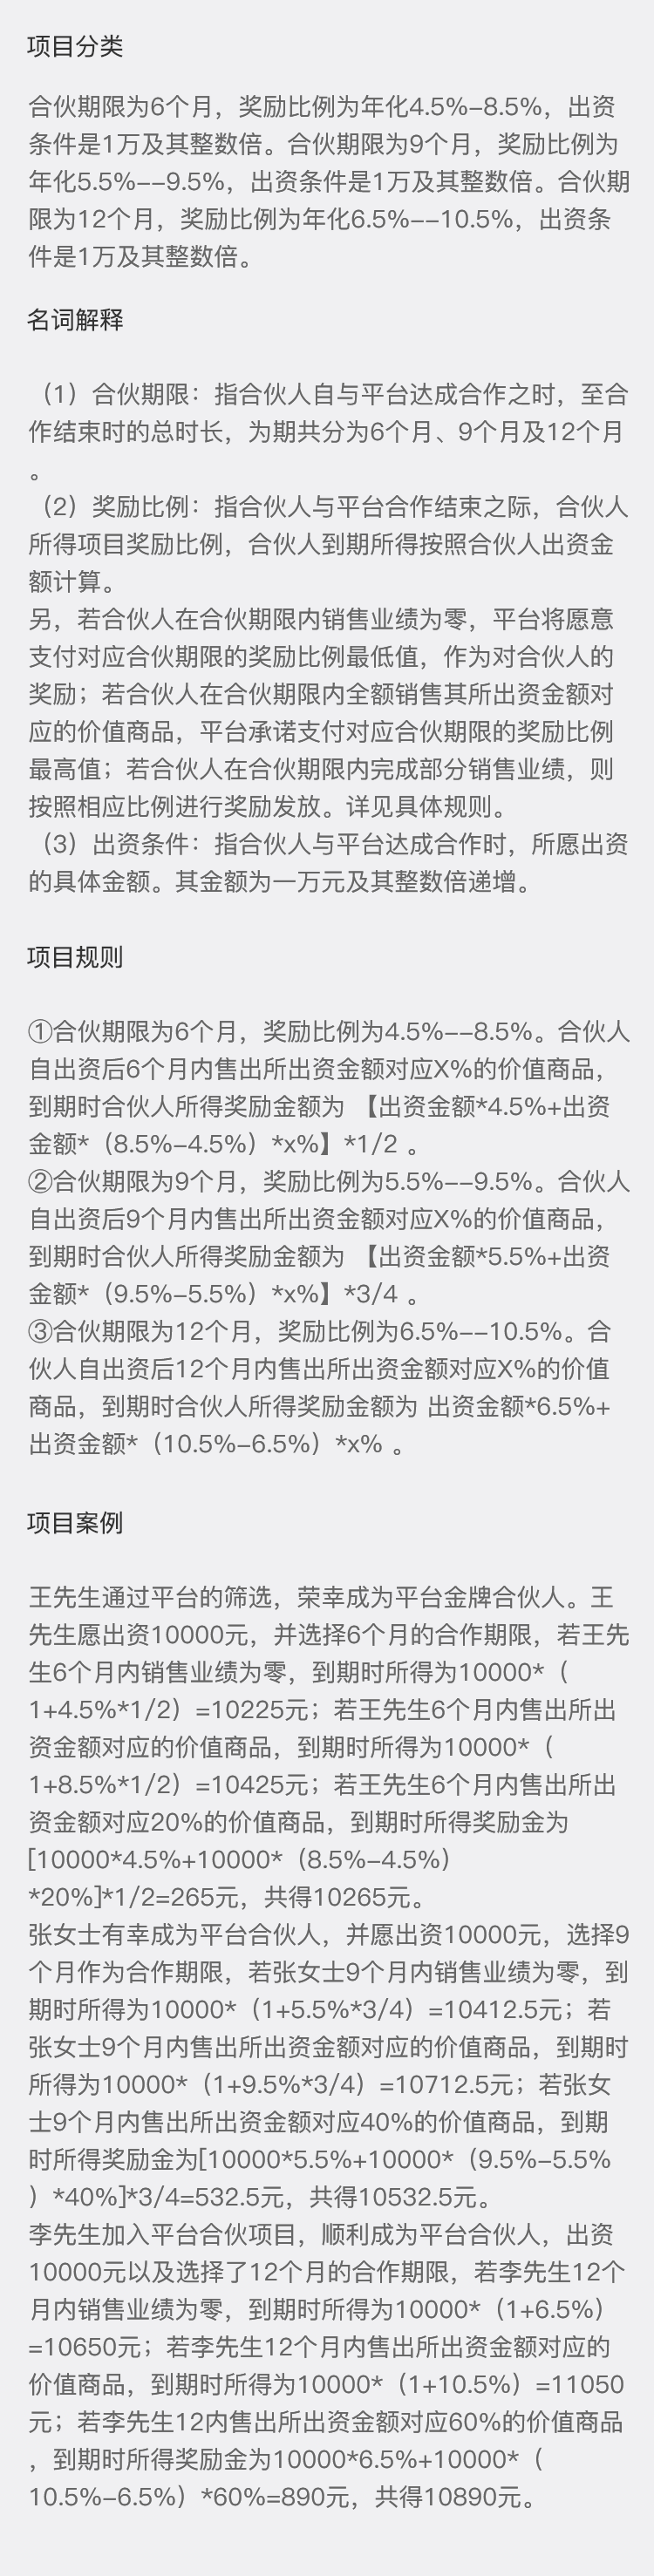 项目分类
合伙期限为6个月，奖励比例为年化4.5%–8.5%，出资
条件是1万及其整数倍。合伙期限为9个月，奖励比例为
年化5.5%––9.5%，出资条件是1万及其整数倍。合伙期
限为12个月，奖励比例为年化6.5%––10.5%，出资条
件是1万及其整数倍。
名词解释
（1）合伙期限：指合伙人自与平台达成合作之时，至合
作结束时的总时长，为期共分为6个月、9个月及12个月
。
（2）奖励比例：指合伙人与平台合作结束之际，合伙人
所得项目奖励比例，合伙人到期所得按照合伙人出资金
额计算。
另，若合伙人在合伙期限内销售业绩为零，平台将愿意
支付对应合伙期限的奖励比例最低值，作为对合伙人的
奖励；若合伙人在合伙期限内全额销售其所出资金额对
应的价值商品，平台承诺支付对应合伙期限的奖励比例
最高值；若合伙人在合伙期限内完成部分销售业绩，则
按照相应比例进行奖励发放。详见具体规则。
（3）出资条件：指合伙人与平台达成合作时，所愿出资
的具体金额。其金额为一万元及其整数倍递增。
项目规则
①合伙期限为6个月，奖励比例为4.5%––8.5%。合伙人
自出资后6个月内售出所出资金额对应X%的价值商品，
到期时合伙人所得奖励金额为 【出资金额*4.5%+出资
金额*（8.5%–4.5%）*x%】*1/2 。
②合伙期限为9个月，奖励比例为5.5%––9.5%。合伙人
自出资后9个月内售出所出资金额对应X%的价值商品，
到期时合伙人所得奖励金额为 【出资金额*5.5%+出资
金额*（9.5%–5.5%）*x%】*3/4 。
③合伙期限为12个月，奖励比例为6.5%––10.5%。合
伙人自出资后12个月内售出所出资金额对应X%的价值
商品，到期时合伙人所得奖励金额为 出资金额*6.5%+
出资金额*（10.5%–6.5%）*x% 。
项目案例
王先生通过平台的筛选，荣幸成为平台金牌合伙人。王
先生愿出资10000元，并选择6个月的合作期限，若王先
生6个月内销售业绩为零，到期时所得为10000*（
1+4.5%*1/2）=10225元；若王先生6个月内售出所出
资金额对应的价值商品，到期时所得为10000*（
1+8.5%*1/2）=10425元；若王先生6个月内售出所出
资金额对应20%的价值商品，到期时所得奖励金为
[10000*4.5%+10000*（8.5%–4.5%）
*20%]*1/2=265元，共得10265元。
张女士有幸成为平台合伙人，并愿出资10000元，选择9
个月作为合作期限，若张女士9个月内销售业绩为零，到
期时所得为10000*（1+5.5%*3/4）=10412.5元；若
张女士9个月内售出所出资金额对应的价值商品，到期时
所得为10000*（1+9.5%*3/4）=10712.5元；若张女
士9个月内售出所出资金额对应40%的价值商品，到期
时所得奖励金为[10000*5.5%+10000*（9.5%–5.5%
）*40%]*3/4=532.5元，共得10532.5元。
李先生加入平台合伙项目，顺利成为平台合伙人，出资
10000元以及选择了12个月的合作期限，若李先生12个
月内销售业绩为零，到期时所得为10000*（1+6.5%）
=10650元；若李先生12个月内售出所出资金额对应的
价值商品，到期时所得为10000*（1+10.5%）=11050
元；若李先生12内售出所出资金额对应60%的价值商品
，到期时所得奖励金为10000*6.5%+10000*（
10.5%–6.5%）*60%=890元，共得10890元。